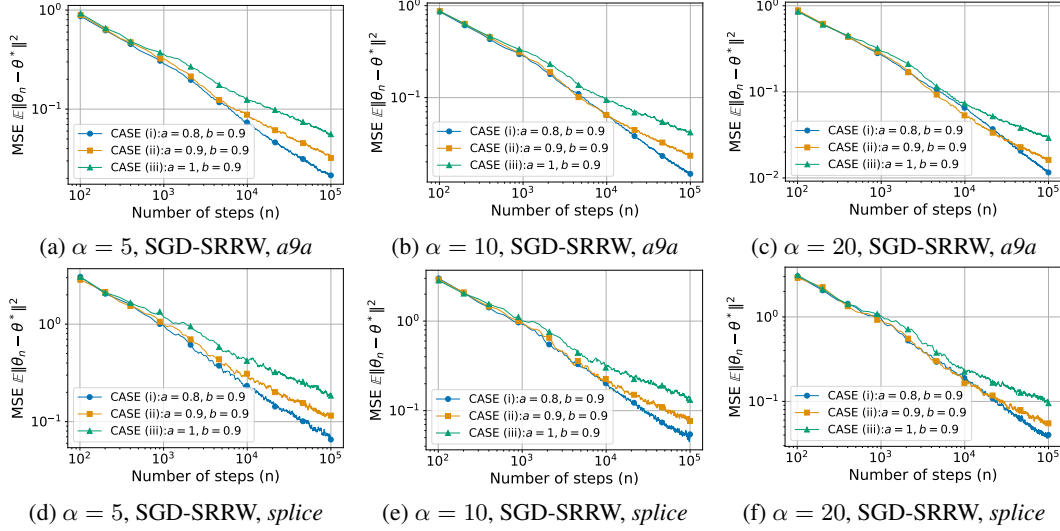 MSE 𝔼‖θₙ − θ*‖²
10⁰
10⁻¹
CASE (i):a = 0.8, b = 0.9
CASE (ii):a = 0.9, b = 0.9
CASE (iii):a = 1, b = 0.9
10² 10³ 10⁴ 10⁵
Number of steps (n)
(a) α = 5, SGD-SRRW, a9a
MSE 𝔼‖θₙ − θ*‖²
10⁰
10⁻¹
CASE (i):a = 0.8, b = 0.9
CASE (ii):a = 0.9, b = 0.9
CASE (iii):a = 1, b = 0.9
10² 10³ 10⁴ 10⁵
Number of steps (n)
(b) α = 10, SGD-SRRW, a9a
MSE 𝔼‖θₙ − θ*‖²
10⁰
10⁻¹
10⁻²
CASE (i):a = 0.8, b = 0.9
CASE (ii):a = 0.9, b = 0.9
CASE (iii):a = 1, b = 0.9
10² 10³ 10⁴ 10⁵
Number of steps (n)
(c) α = 20, SGD-SRRW, a9a
MSE 𝔼‖θₙ − θ*‖²
10⁰
10⁻¹
CASE (i):a = 0.8, b = 0.9
CASE (ii):a = 0.9, b = 0.9
CASE (iii):a = 1, b = 0.9
10² 10³ 10⁴ 10⁵
Number of steps (n)
(d) α = 5, SGD-SRRW, splice
MSE 𝔼‖θₙ − θ*‖²
10⁰
10⁻¹
CASE (i):a = 0.8, b = 0.9
CASE (ii):a = 0.9, b = 0.9
CASE (iii):a = 1, b = 0.9
10² 10³ 10⁴ 10⁵
Number of steps (n)
(e) α = 10, SGD-SRRW, splice
MSE 𝔼‖θₙ − θ*‖²
10⁰
10⁻¹
CASE (i):a = 0.8, b = 0.9
CASE (ii):a = 0.9, b = 0.9
CASE (iii):a = 1, b = 0.9
10² 10³ 10⁴ 10⁵
Number of steps (n)
(f) α = 20, SGD-SRRW, splice